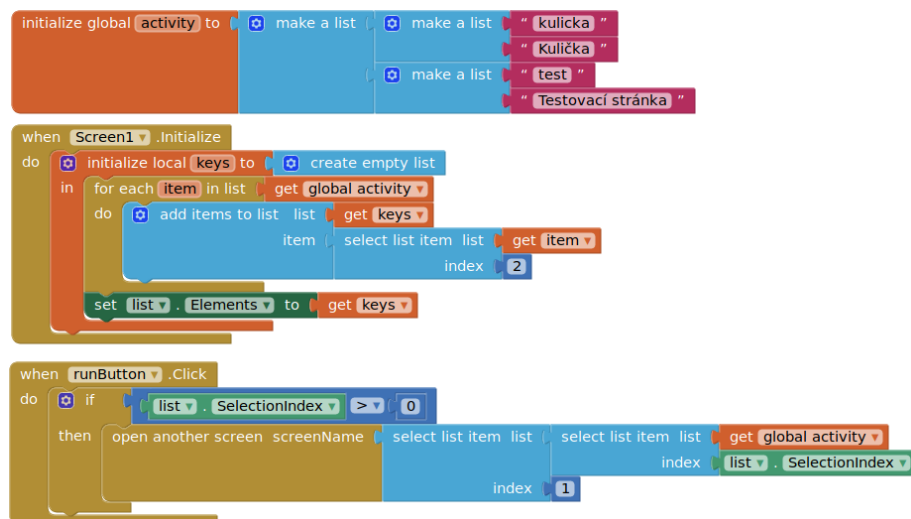 initialize global activity to make a list make a list " kulicka "
" Kulička "
make a list " test "
" Testovací stránka "
when Screen1 .Initialize
do initialize local keys to create empty list
in for each item in list get global activity
do add items to list list get keys
item select list item list get item
index 2
set list . Elements to get keys
when runButton .Click
do if list . SelectionIndex > 0
then open another screen screenName select list item list select list item list get global activity
index list . SelectionIndex
index 1